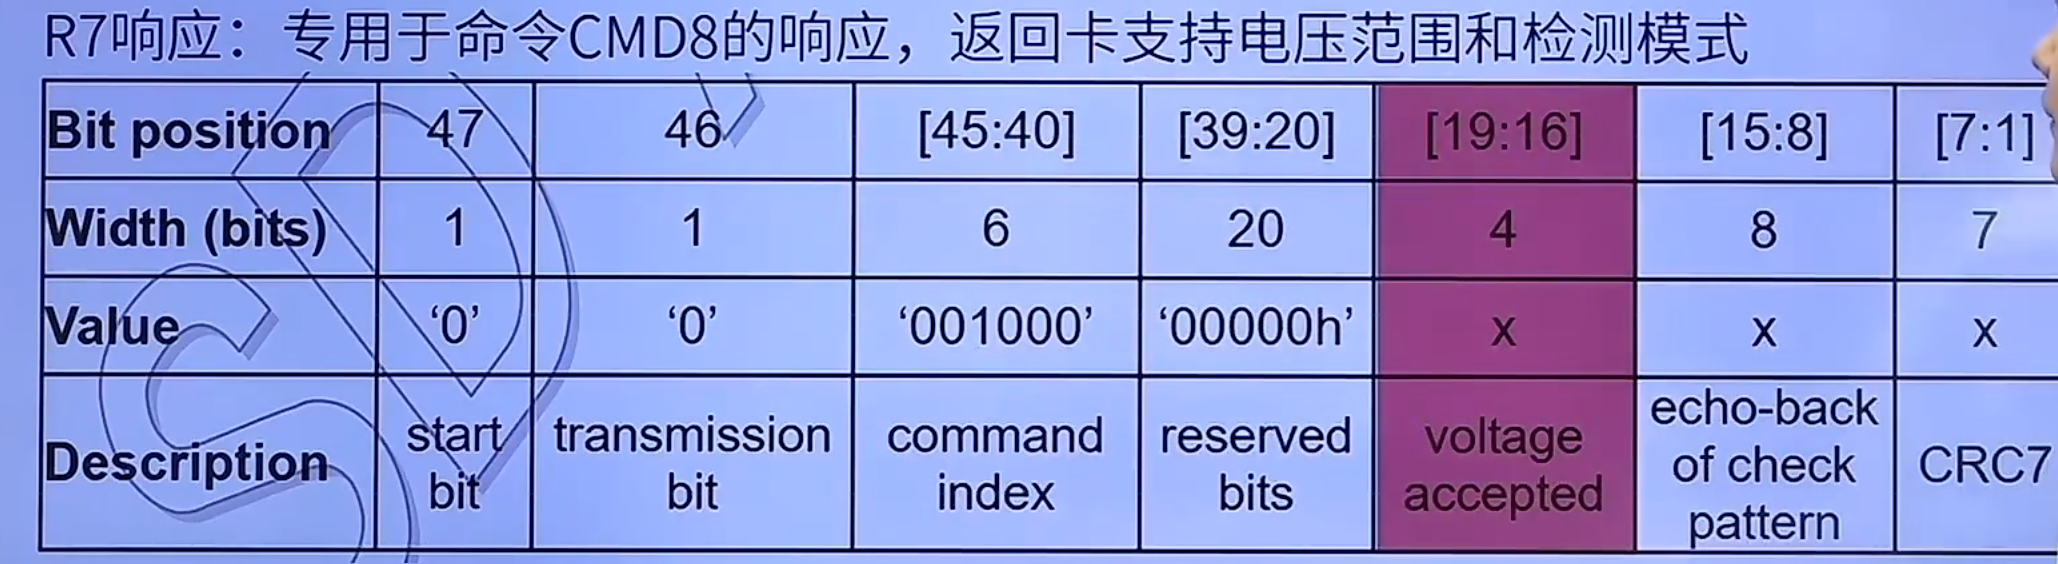 R7响应：专用于命令CMD8的响应，返回卡支持电压范围和检测模式
Bit position 47 46 [45:40] [39:20] [19:16] [15:8] [7:1]
Width (bits) 1 1 6 20 4 8 7
Value ‘0’ ‘0’ ‘001000’ ‘00000h’ x x x
Description start bit transmission bit command index reserved bits voltage accepted echo-back of check pattern CRC7